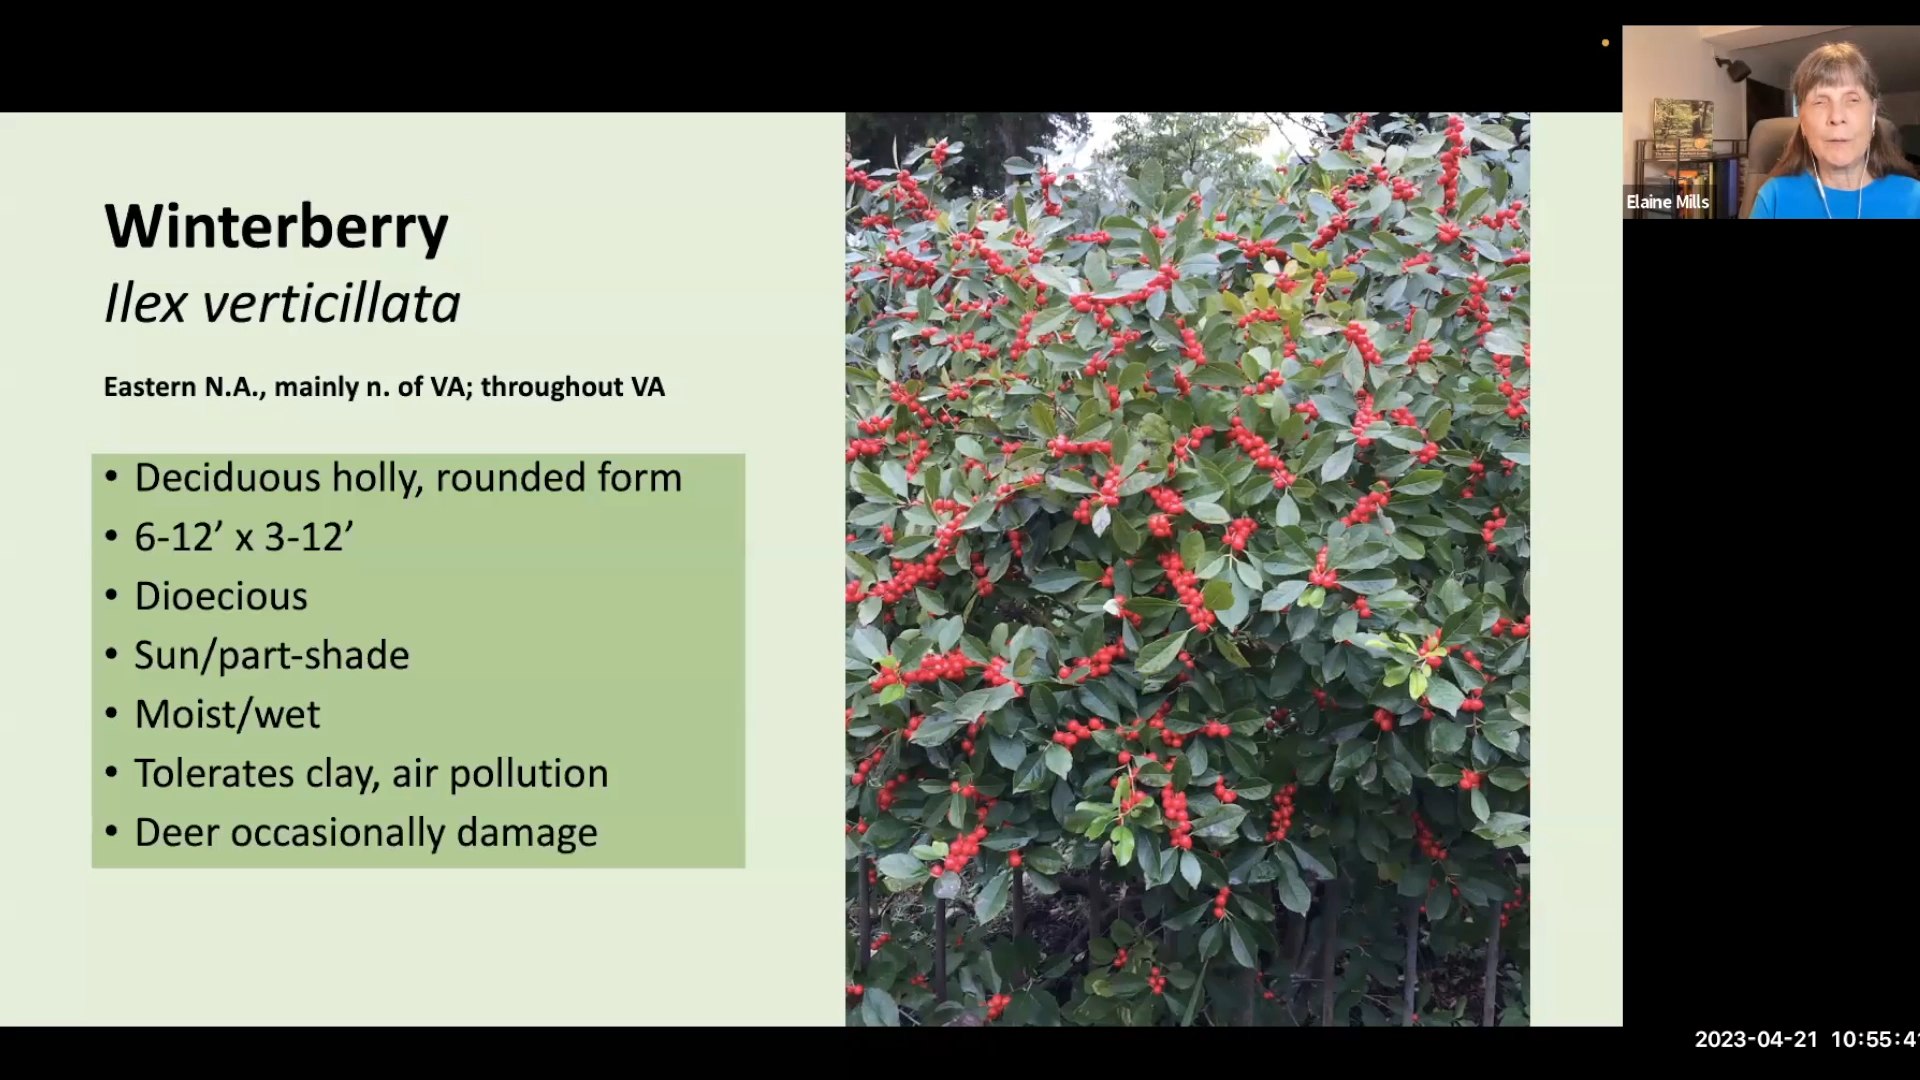 Winterberry
Ilex verticillata
Eastern N.A., mainly n. of VA; throughout VA
• Deciduous holly, rounded form
• 6-12’ x 3-12’
• Dioecious
• Sun/part-shade
• Moist/wet
• Tolerates clay, air pollution
• Deer occasionally damage
Elaine Mills
2023-04-21 10:55:41